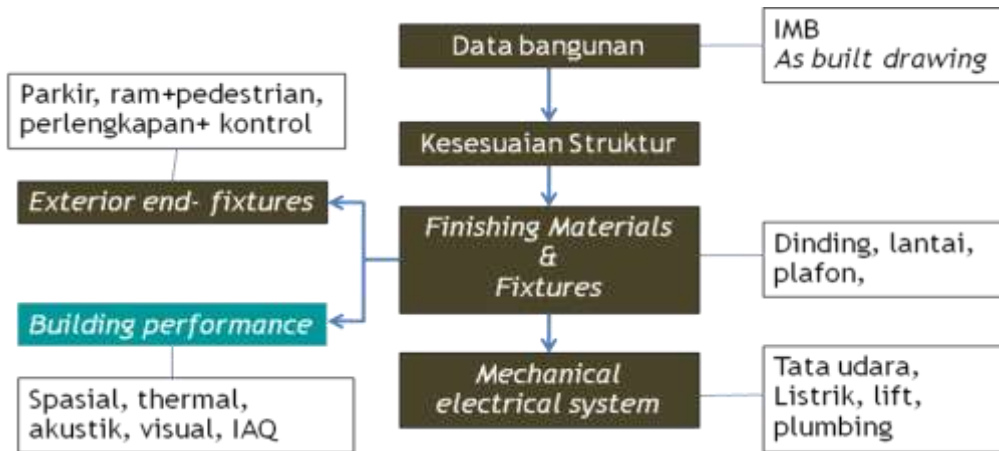 Data bangunan
IMB
As built drawing
Parkir, ram+pedestrian,
perlengkapan+ kontrol
Kesesuaian Struktur
Exterior end- fixtures
Finishing Materials
&
Fixtures
Dinding, lantai,
plafon,
Building performance
Spasial, thermal,
akustik, visual, IAQ
Mechanical
electrical system
Tata udara,
Listrik, lift,
plumbing